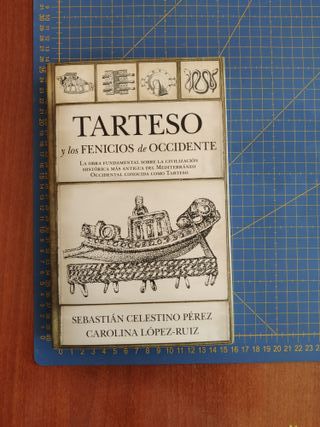 TARTESO
y los FENICIOS de OCCIDENTE
LA OBRA FUNDAMENTAL SOBRE LA CIVILIZACIÓN
HISTÓRICA MÁS ANTIGUA DEL MEDITERRÁNEO
OCCIDENTAL CONOCIDA COMO TARTESO
SEBASTIÁN CELESTINO PÉREZ
CAROLINA LÓPEZ-RUIZ
0 1 2 3 4 5 6 7 8 9 10 11 12 13 14 15 16 17 18 19 20 21 22 23